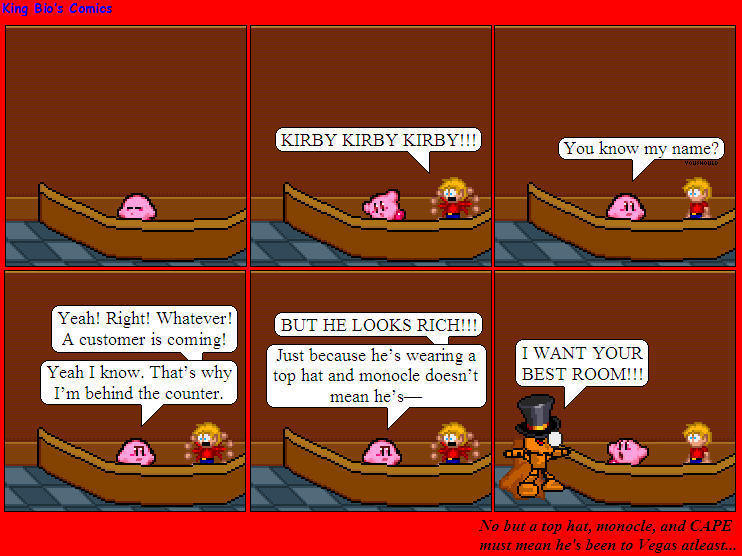 King Bio's Comics
KIRBY KIRBY KIRBY!!!
You know my name?
YOUSHOULD
Yeah! Right! Whatever!
A customer is coming!
Yeah I know. That's why
I'm behind the counter.
BUT HE LOOKS RICH!!!
Just because he's wearing a
top hat and monocle doesn't
mean he's—
I WANT YOUR
BEST ROOM!!!
No but a top hat, monocle, and CAPE
must mean he's been to Vegas atleast...